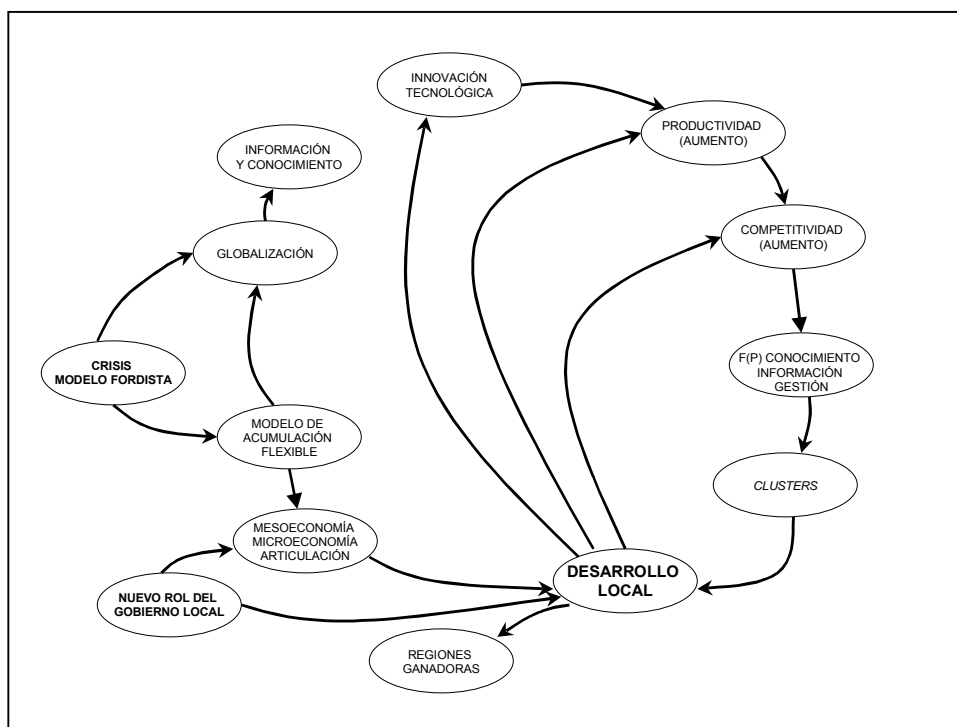 INNOVACIÓN
TECNOLÓGICA
PRODUCTIVIDAD
(AUMENTO)
INFORMACIÓN
Y CONOCIMIENTO
COMPETITIVIDAD
(AUMENTO)
GLOBALIZACIÓN
CRISIS
MODELO FORDISTA
F(P) CONOCIMIENTO
INFORMACIÓN
GESTIÓN
MODELO DE
ACUMULACIÓN
FLEXIBLE
CLUSTERS
MESOECONOMÍA
MICROECONOMÍA
ARTICULACIÓN
DESARROLLO
LOCAL
NUEVO ROL DEL
GOBIERNO LOCAL
REGIONES
GANADORAS